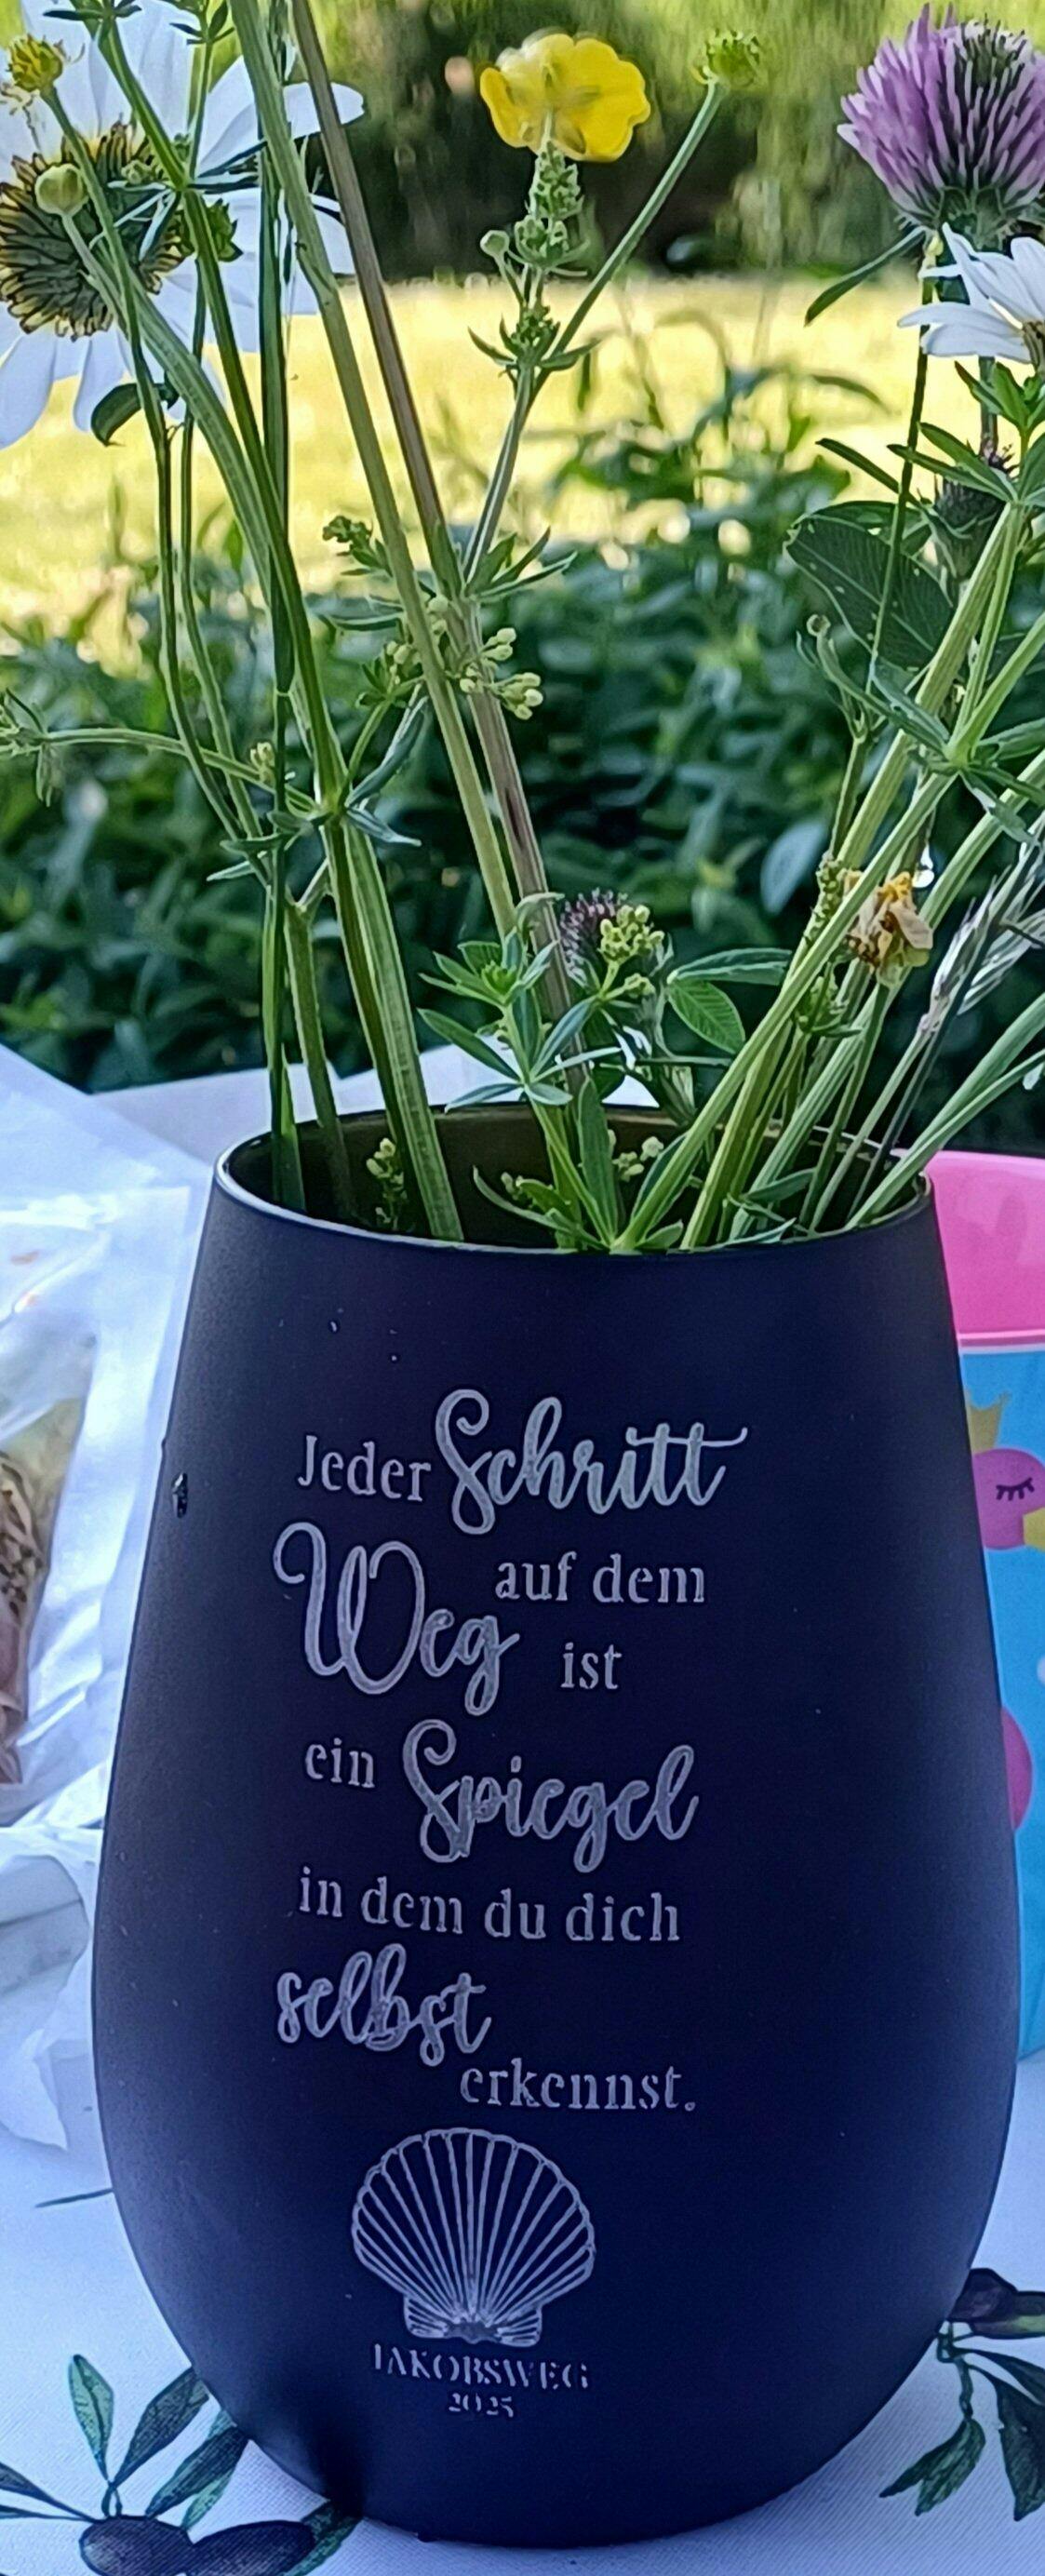 Jeder Schritt
auf dem
Weg ist
ein Spiegel
in dem du dich
selbst
erkennst.
JAKOBSWEG
2025